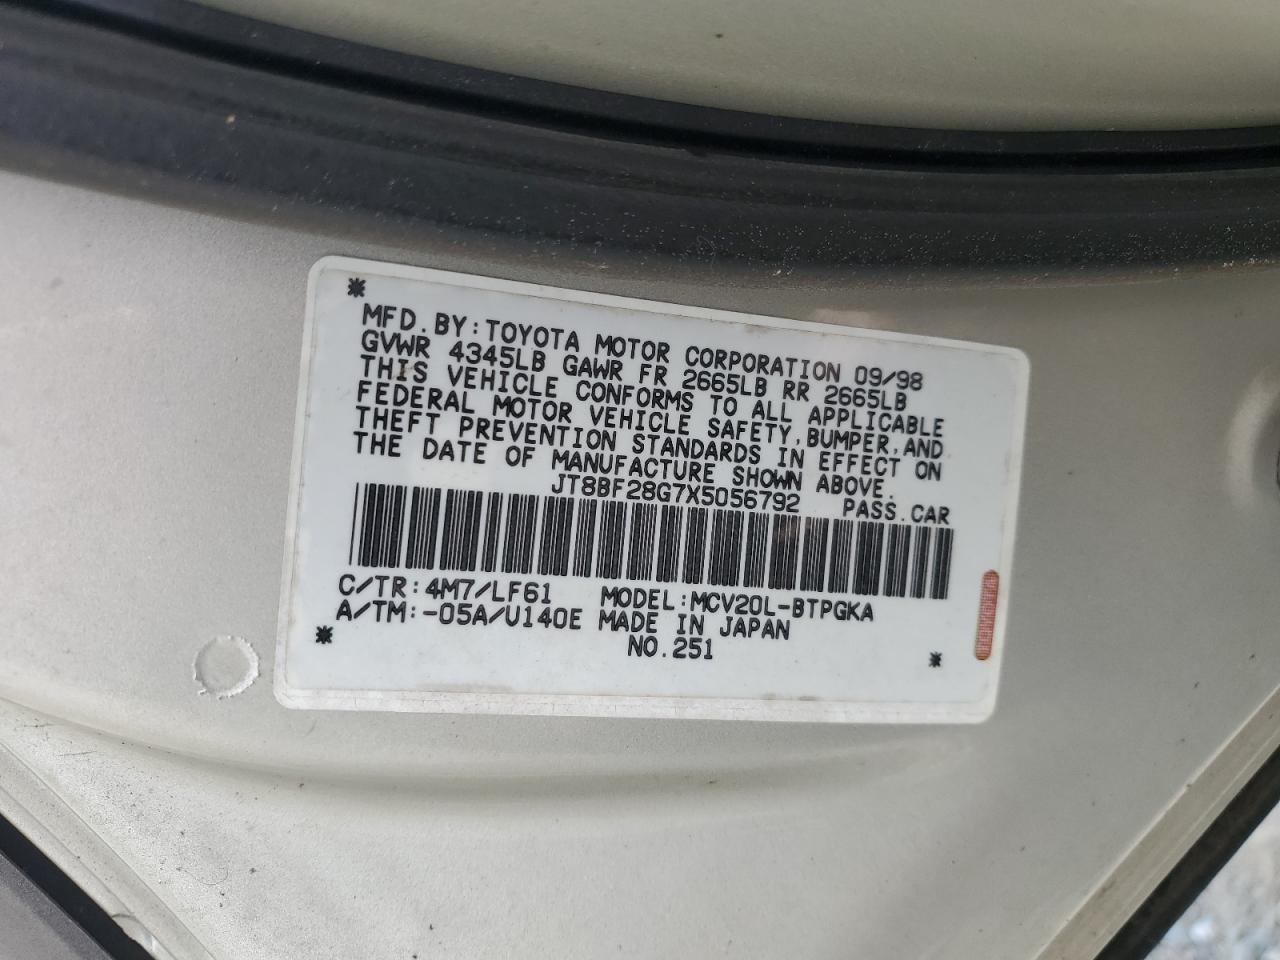 *
MFD. BY: TOYOTA MOTOR CORPORATION 09/98
GVWR 4345LB GAWR FR 2665LB RR 2665LB
THIS VEHICLE CONFORMS TO ALL APPLICABLE
FEDERAL MOTOR VEHICLE SAFETY, BUMPER, AND
THEFT PREVENTION STANDARDS IN EFFECT ON
THE DATE OF MANUFACTURE SHOWN ABOVE.
JT8BF28G7X5056792 PASS. CAR
C/TR: 4M7/LF61 MODEL: MCV20L-BTPGKA
A/TM: -05A/U140E MADE IN JAPAN
* NO. 251 *